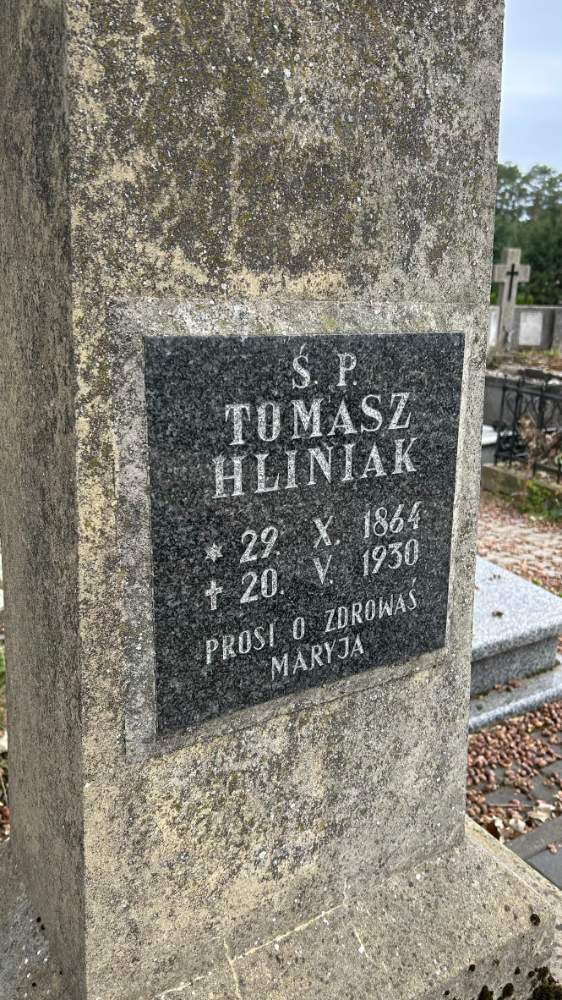 Ś. P.
TOMASZ
HLINIAK
* 29. X. 1864
✝ 20. V. 1930
PROSI O ZDROWAŚ
MARYJA